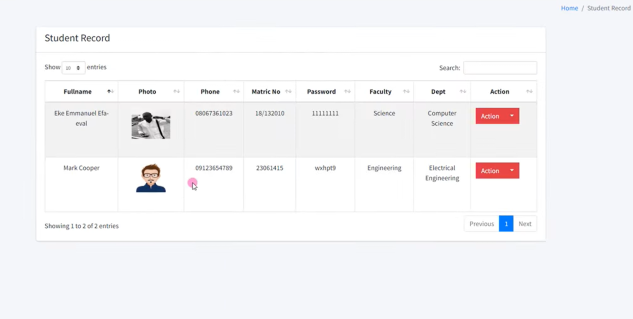 Home / Student Record
Student Record
Show 10 entries
Search:
Fullname Photo Phone Matric No Password Faculty Dept Action
Eke Emmanuel Efa-
eval
08067361023
18/132010
11111111
Science
Computer
Science
Action
Mark Cooper
09123654789
23061415
wxhpt9
Engineering
Electrical
Engineering
Action
Showing 1 to 2 of 2 entries
Previous 1 Next